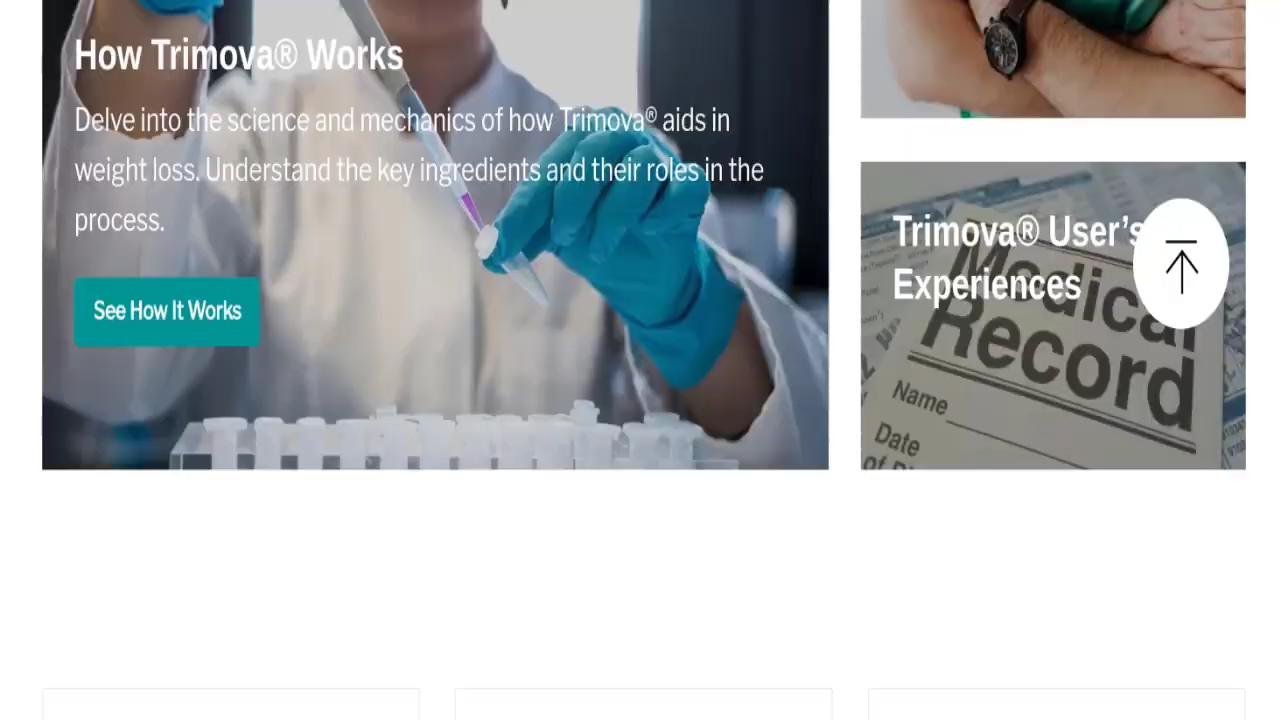 How Trimova® Works
Delve into the science and mechanics of how Trimova® aids in
weight loss. Understand the key ingredients and their roles in the
process.
See How It Works
Trimova® User’s
Experiences
Medical
Record
Name
Date